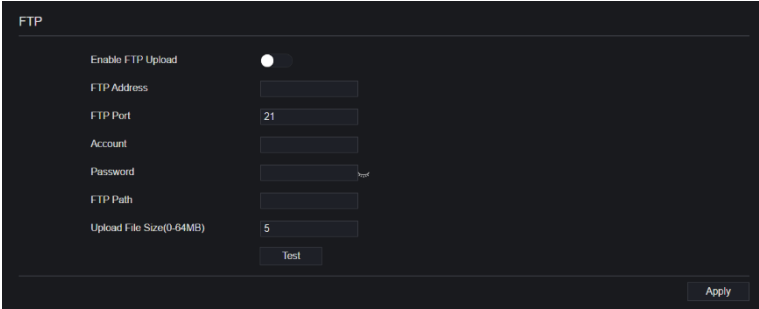 FTP
Enable FTP Upload
FTP Address
FTP Port 21
Account
Password
FTP Path
Upload File Size(0-64MB) 5
Test
Apply